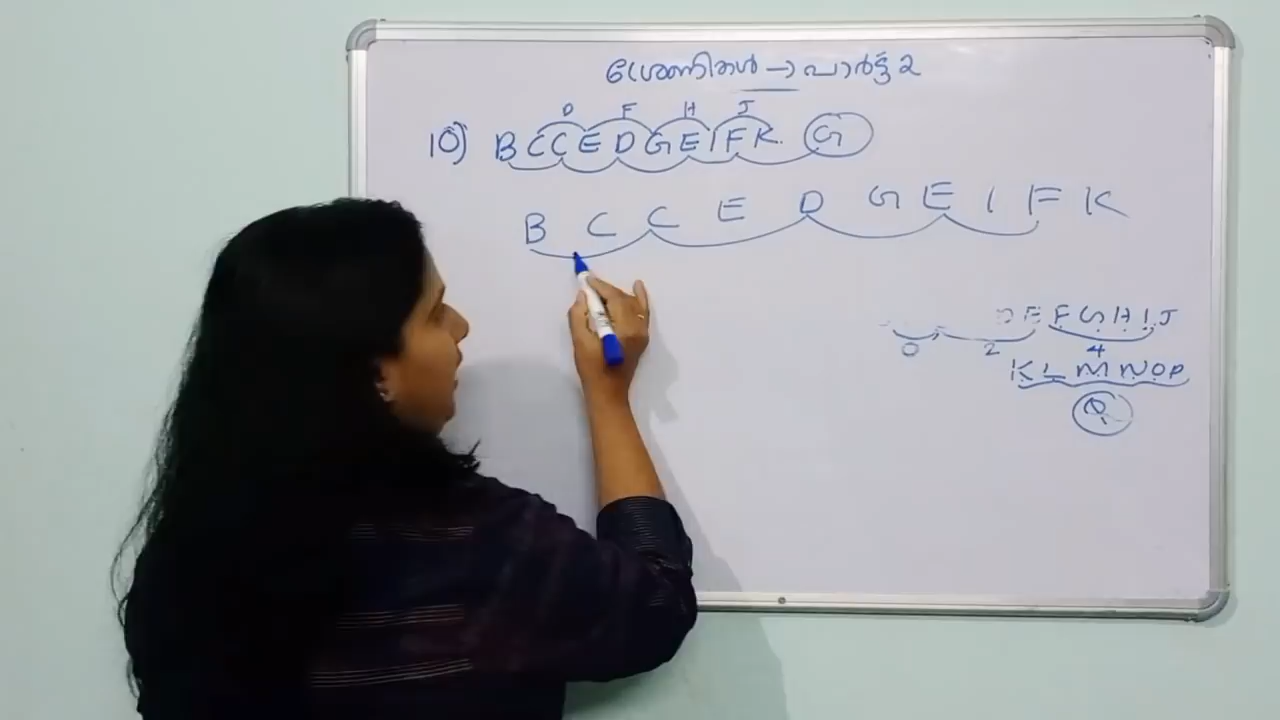 ശ്രേണികൾ → പാർട്ട് 2
D F H J
10) B C C E D G E I F K G
B C C E D G E I F K
D E F G H I J
0 2 4
K L M N O P
Q